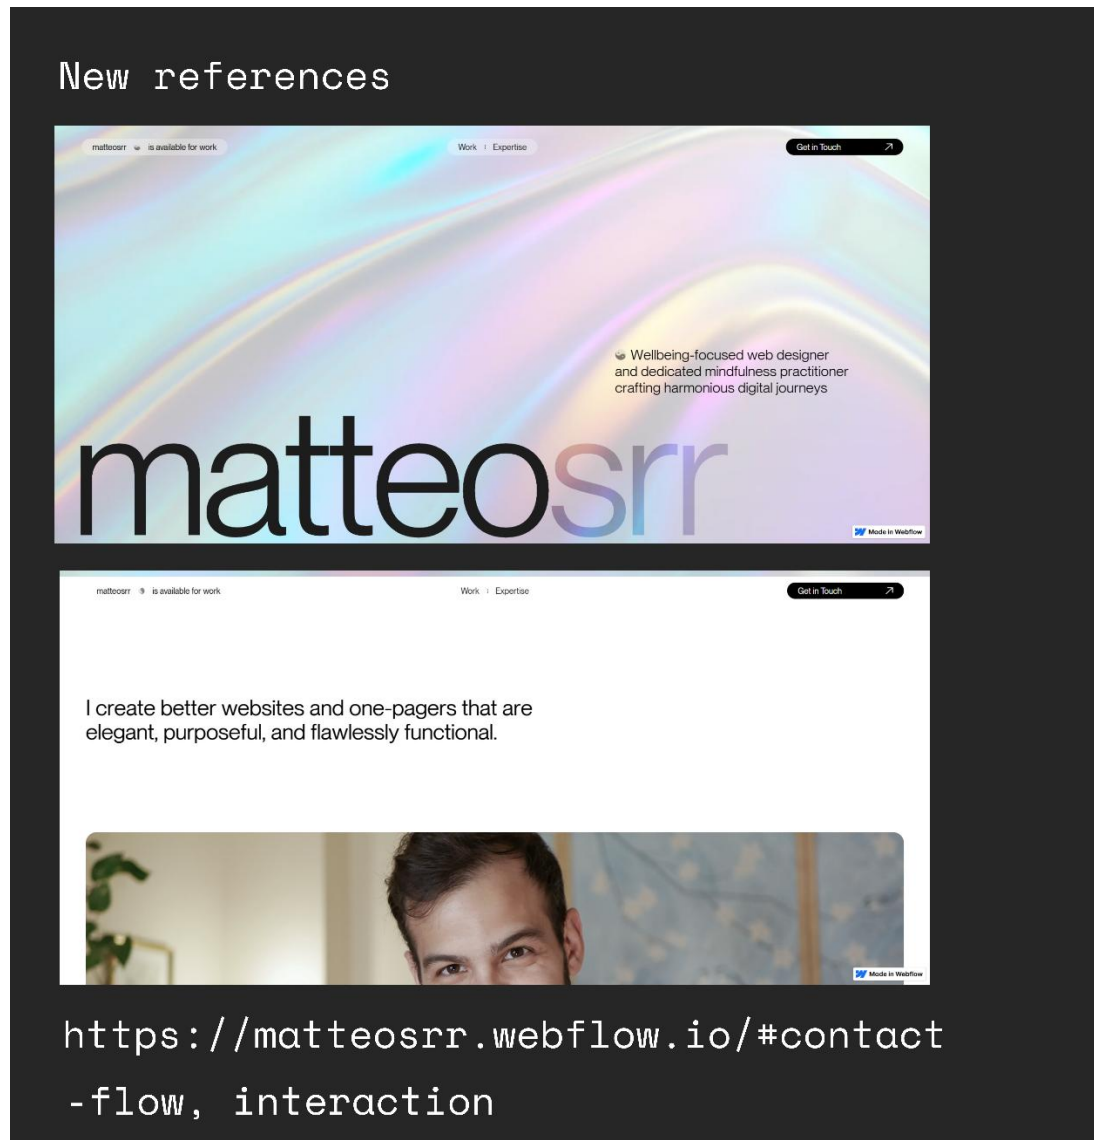 New references
matteosrr is available for work
Work Expertise
Get in Touch
Wellbeing-focused web designer
and dedicated mindfulness practitioner
crafting harmonious digital journeys
matteosrr
Made in Webflow
matteosrr is available for work
Work Expertise
Get in Touch
I create better websites and one-pagers that are
elegant, purposeful, and flawlessly functional.
Made in Webflow
https://matteosrr.webflow.io/#contact
-flow, interaction